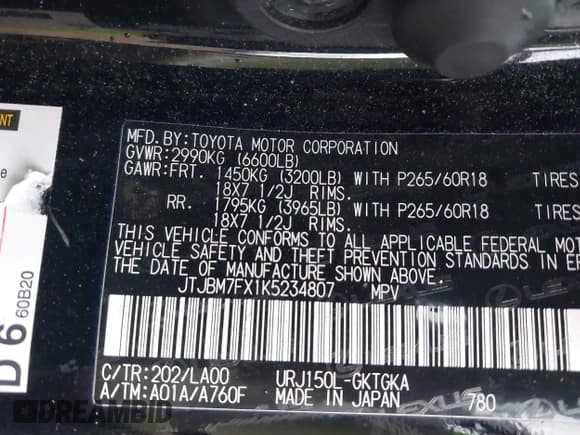 MFD. BY:TOYOTA MOTOR CORPORATION
GVWR:2990KG (6600LB)
GAWR:FRT. 1450KG (3200LB) WITH P265/60R18 TIRES
18X7 1/2J RIMS.
RR. 1795KG (3965LB) WITH P265/60R18 TIRES
18X7 1/2J RIMS.
THIS VEHICLE CONFORMS TO ALL APPLICABLE FEDERAL MOT
VEHICLE SAFETY AND THEFT PREVENTION STANDARDS IN EF
THE DATE OF MANUFACTURE SHOWN ABOVE.
JTJBM7FX1K5234807 MPV
C/TR:202/LA00 URJ150L-GKTGKA
A/TM:A01A/A760F MADE IN JAPAN 780
D 6
60B20
LEXUS
DREAMBID